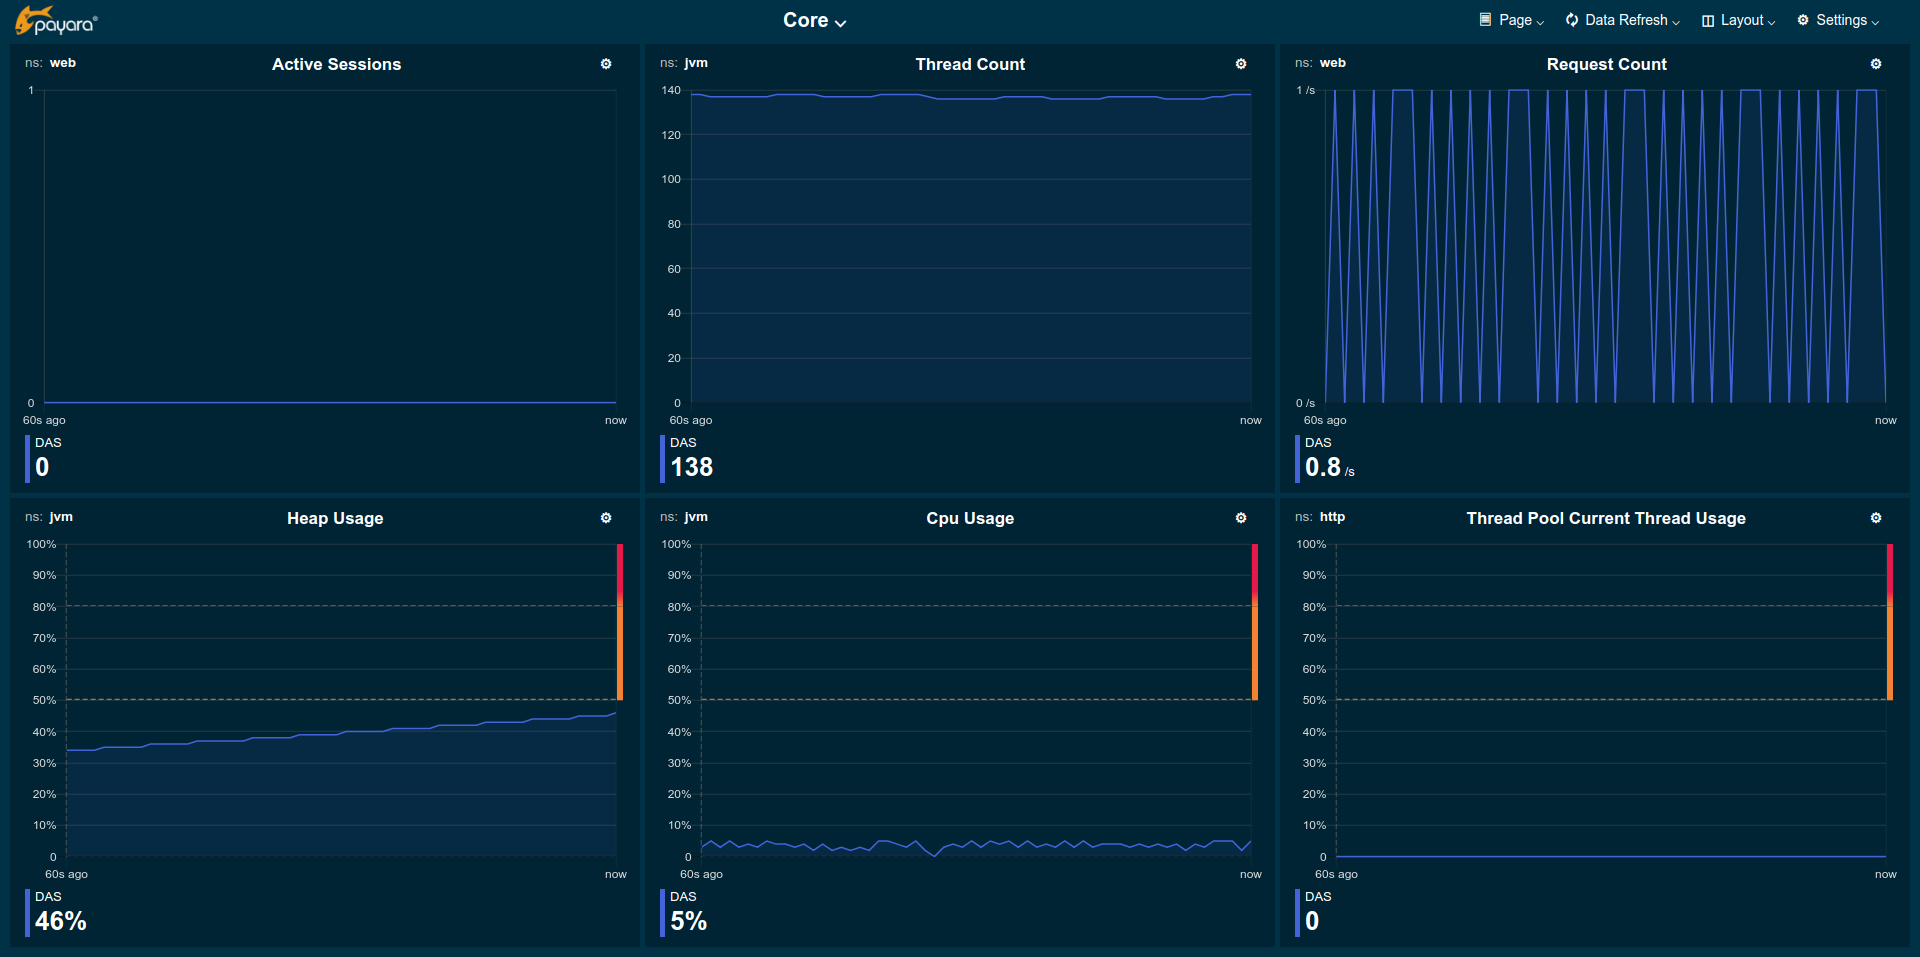 payara®
Core
Page
Data Refresh
Layout
Settings
ns: web
Active Sessions
1
0
60s ago
now
DAS
0
ns: jvm
Thread Count
140
120
100
80
60
40
20
0
60s ago
now
DAS
138
ns: web
Request Count
1 /s
0 /s
60s ago
now
DAS
0.8 /s
ns: jvm
Heap Usage
100%
90%
80%
70%
60%
50%
40%
30%
20%
10%
0
60s ago
now
DAS
46%
ns: jvm
Cpu Usage
100%
90%
80%
70%
60%
50%
40%
30%
20%
10%
0
60s ago
now
DAS
5%
ns: http
Thread Pool Current Thread Usage
100%
90%
80%
70%
60%
50%
40%
30%
20%
10%
0
60s ago
now
DAS
0